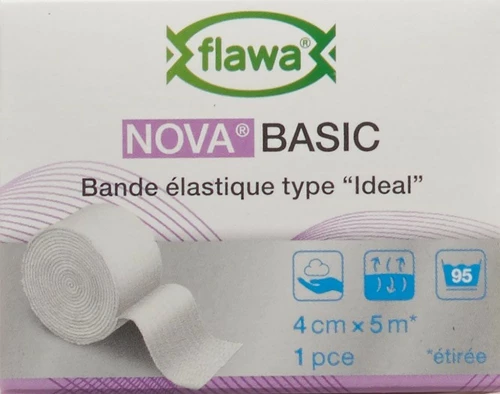 flawa®
NOVA® BASIC
Bande élastique type “Ideal”
95
4 cm x 5 m*
1 pce *étirée